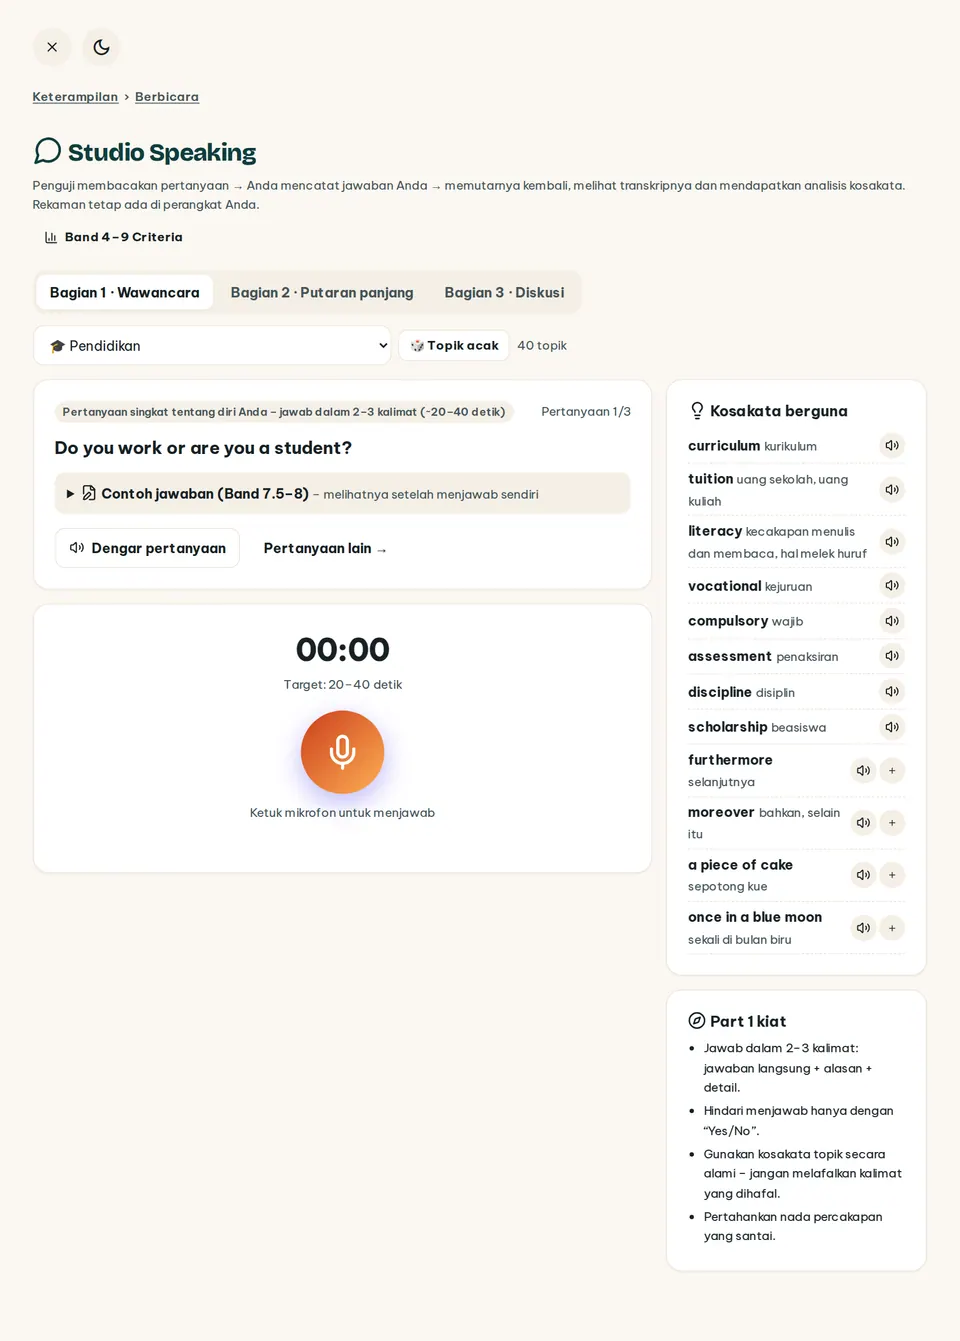 Keterampilan › Berbicara
Studio Speaking
Penguji membacakan pertanyaan → Anda mencatat jawaban Anda → memutarnya kembali, melihat transkripnya dan mendapatkan analisis kosakata.
Rekaman tetap ada di perangkat Anda.
Band 4–9 Criteria
Bagian 1 · Wawancara
Bagian 2 · Putaran panjang
Bagian 3 · Diskusi
🎓 Pendidikan
🎲 Topik acak
40 topik
Pertanyaan singkat tentang diri Anda – jawab dalam 2–3 kalimat (~20–40 detik)
Pertanyaan 1/3
Do you work or are you a student?
Contoh jawaban (Band 7.5–8) – melihatnya setelah menjawab sendiri
Dengar pertanyaan
Pertanyaan lain →
00:00
Target: 20–40 detik
Ketuk mikrofon untuk menjawab
Kosakata berguna
curriculum kurikulum
tuition uang sekolah, uang
kuliah
literacy kecakapan menulis
dan membaca, hal melek huruf
vocational kejuruan
compulsory wajib
assessment penaksiran
discipline disiplin
scholarship beasiswa
furthermore
selanjutnya
moreover bahkan, selain
itu
a piece of cake
sepotong kue
once in a blue moon
sekali di bulan biru
Part 1 kiat
• Jawab dalam 2–3 kalimat:
jawaban langsung + alasan +
detail.
• Hindari menjawab hanya dengan
“Yes/No”.
• Gunakan kosakata topik secara
alami – jangan melafalkan kalimat
yang dihafal.
• Pertahankan nada percakapan
yang santai.